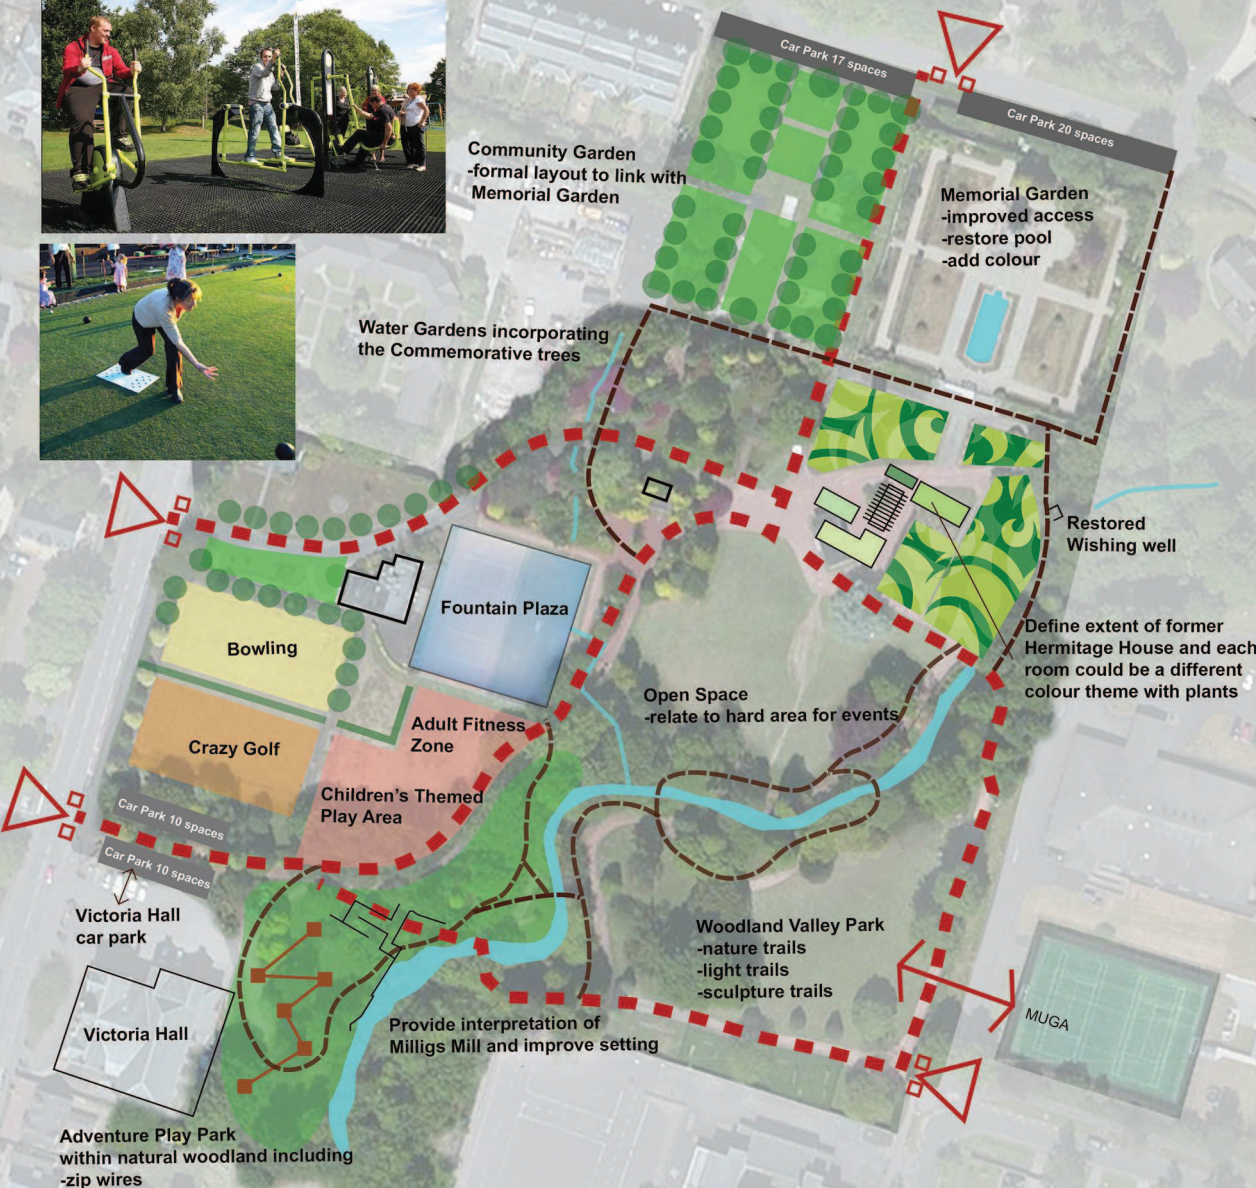 Car Park 17 spaces
Car Park 20 spaces
Community Garden
-formal layout to link with
Memorial Garden
Memorial Garden
-improved access
-restore pool
-add colour
Water Gardens incorporating
the Commemorative trees
Restored
Wishing well
Fountain Plaza
Bowling
Define extent of former
Hermitage House and each
room could be a different
colour theme with plants
Open Space
-relate to hard area for events
Adult Fitness
Zone
Crazy Golf
Children's Themed
Play Area
Car Park 10 spaces
Car Park 10 spaces
Victoria Hall
car park
Woodland Valley Park
-nature trails
-light trails
-sculpture trails
MUGA
Provide interpretation of
Milligs Mill and improve setting
Victoria Hall
Adventure Play Park
within natural woodland including
-zip wires